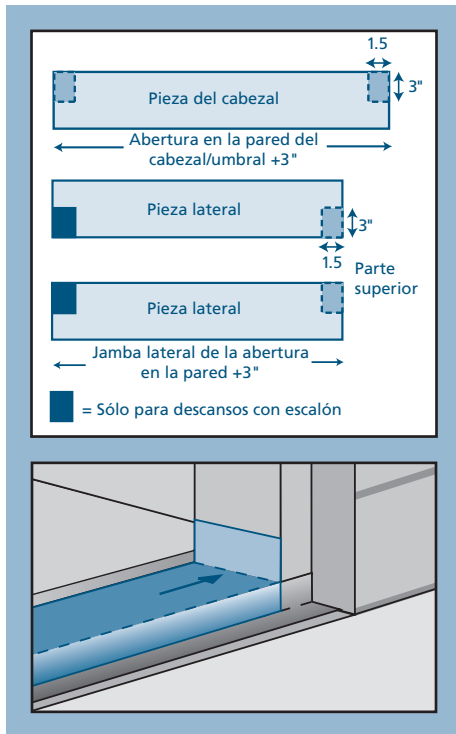 1.5
3"
Pieza del cabezal
Abertura en la pared del
cabezal/umbral +3"
Pieza lateral
3"
1.5
Parte
superior
Pieza lateral
Jamba lateral de la abertura
en la pared +3"
= Sólo para descansos con escalón